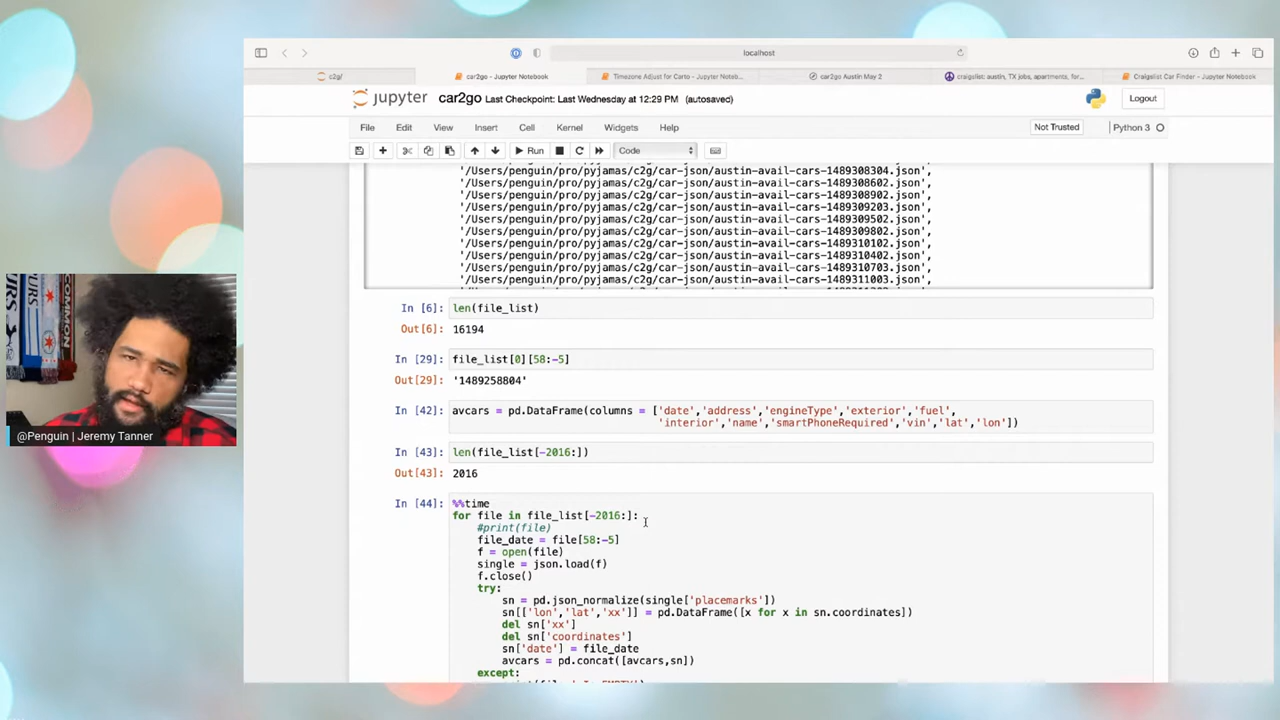 localhost
c2g/
car2go - Jupyter Notebook
Timezone Adjust for Carto - Jupyter Noteb...
car2go Austin May 2
craigslist: austin, TX jobs, apartments, for...
Craigslist Car Finder - Jupyter Notebook
jupyter car2go Last Checkpoint: Last Wednesday at 12:29 PM (autosaved)
Logout
File Edit View Insert Cell Kernel Widgets Help
Not Trusted
Python 3
Run
Code
'/Users/penguin/pro/pyjamas/c2g/car-json/austin-avail-cars-1489308304.json',
'/Users/penguin/pro/pyjamas/c2g/car-json/austin-avail-cars-1489308602.json',
'/Users/penguin/pro/pyjamas/c2g/car-json/austin-avail-cars-1489308902.json',
'/Users/penguin/pro/pyjamas/c2g/car-json/austin-avail-cars-1489309203.json',
'/Users/penguin/pro/pyjamas/c2g/car-json/austin-avail-cars-1489309502.json',
'/Users/penguin/pro/pyjamas/c2g/car-json/austin-avail-cars-1489309802.json',
'/Users/penguin/pro/pyjamas/c2g/car-json/austin-avail-cars-1489310102.json',
'/Users/penguin/pro/pyjamas/c2g/car-json/austin-avail-cars-1489310402.json',
'/Users/penguin/pro/pyjamas/c2g/car-json/austin-avail-cars-1489310703.json',
'/Users/penguin/pro/pyjamas/c2g/car-json/austin-avail-cars-1489311003.json',
In [6]: len(file_list)
Out[6]: 16194
In [29]: file_list[0][58:-5]
Out[29]: '1489258804'
In [42]: avcars = pd.DataFrame(columns = ['date','address','engineType','exterior','fuel',
'interior','name','smartPhoneRequired','vin','lat','lon'])
In [43]: len(file_list[-2016:])
Out[43]: 2016
In [44]: %%time
for file in file_list[-2016:]:
#print(file)
file_date = file[58:-5]
f = open(file)
single = json.load(f)
f.close()
try:
sn = pd.json_normalize(single['placemarks'])
sn[['lon','lat','xx']] = pd.DataFrame([x for x in sn.coordinates])
del sn['xx']
del sn['coordinates']
sn['date'] = file_date
avcars = pd.concat([avcars,sn])
except:
@Penguin | Jeremy Tanner
COMMON